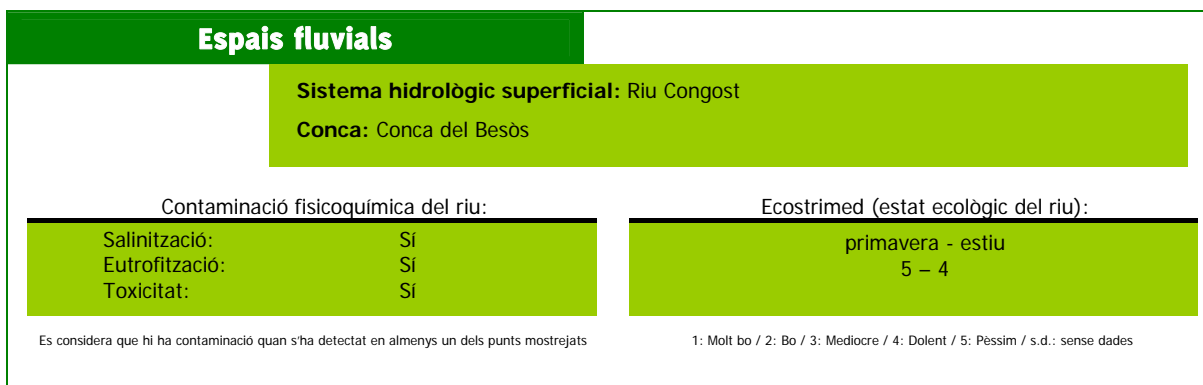 Espais fluvials
Sistema hidrològic superficial: Riu Congost
Conca: Conca del Besòs
Contaminació fisicoquímica del riu:
Salinització: Sí
Eutrofització: Sí
Toxicitat: Sí
Es considera que hi ha contaminació quan s'ha detectat en almenys un dels punts mostrejats
Ecostrimed (estat ecològic del riu):
primavera - estiu
5 – 4
1: Molt bo / 2: Bo / 3: Mediocre / 4: Dolent / 5: Pèssim / s.d.: sense dades